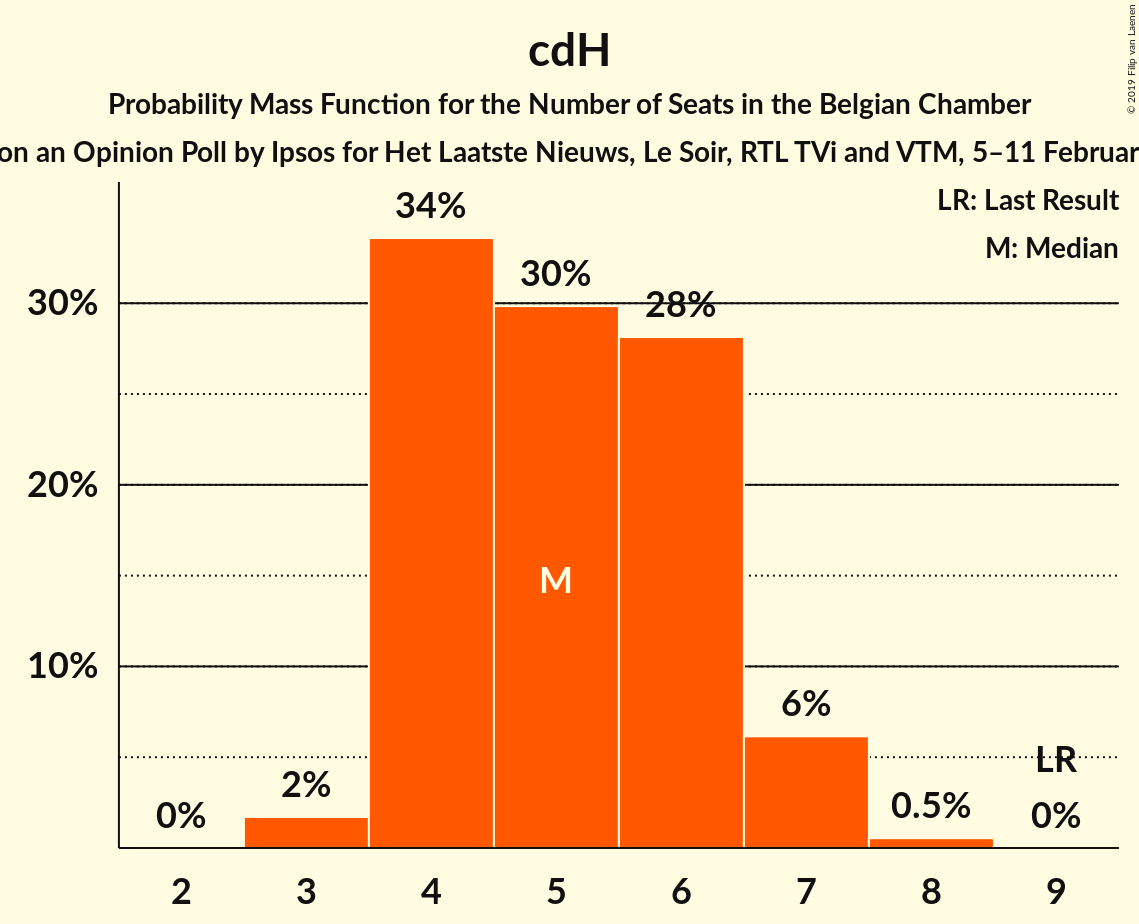 cdH
Probability Mass Function for the Number of Seats in the Belgian Chamber
on an Opinion Poll by Ipsos for Het Laatste Nieuws, Le Soir, RTL TVi and VTM, 5–11 Februar
© 2019 Filip van Laenen
LR: Last Result
M: Median
34%
30%
28%
6%
2%
0%
0.5%
LR
0%
M
30%
20%
10%
2 3 4 5 6 7 8 9